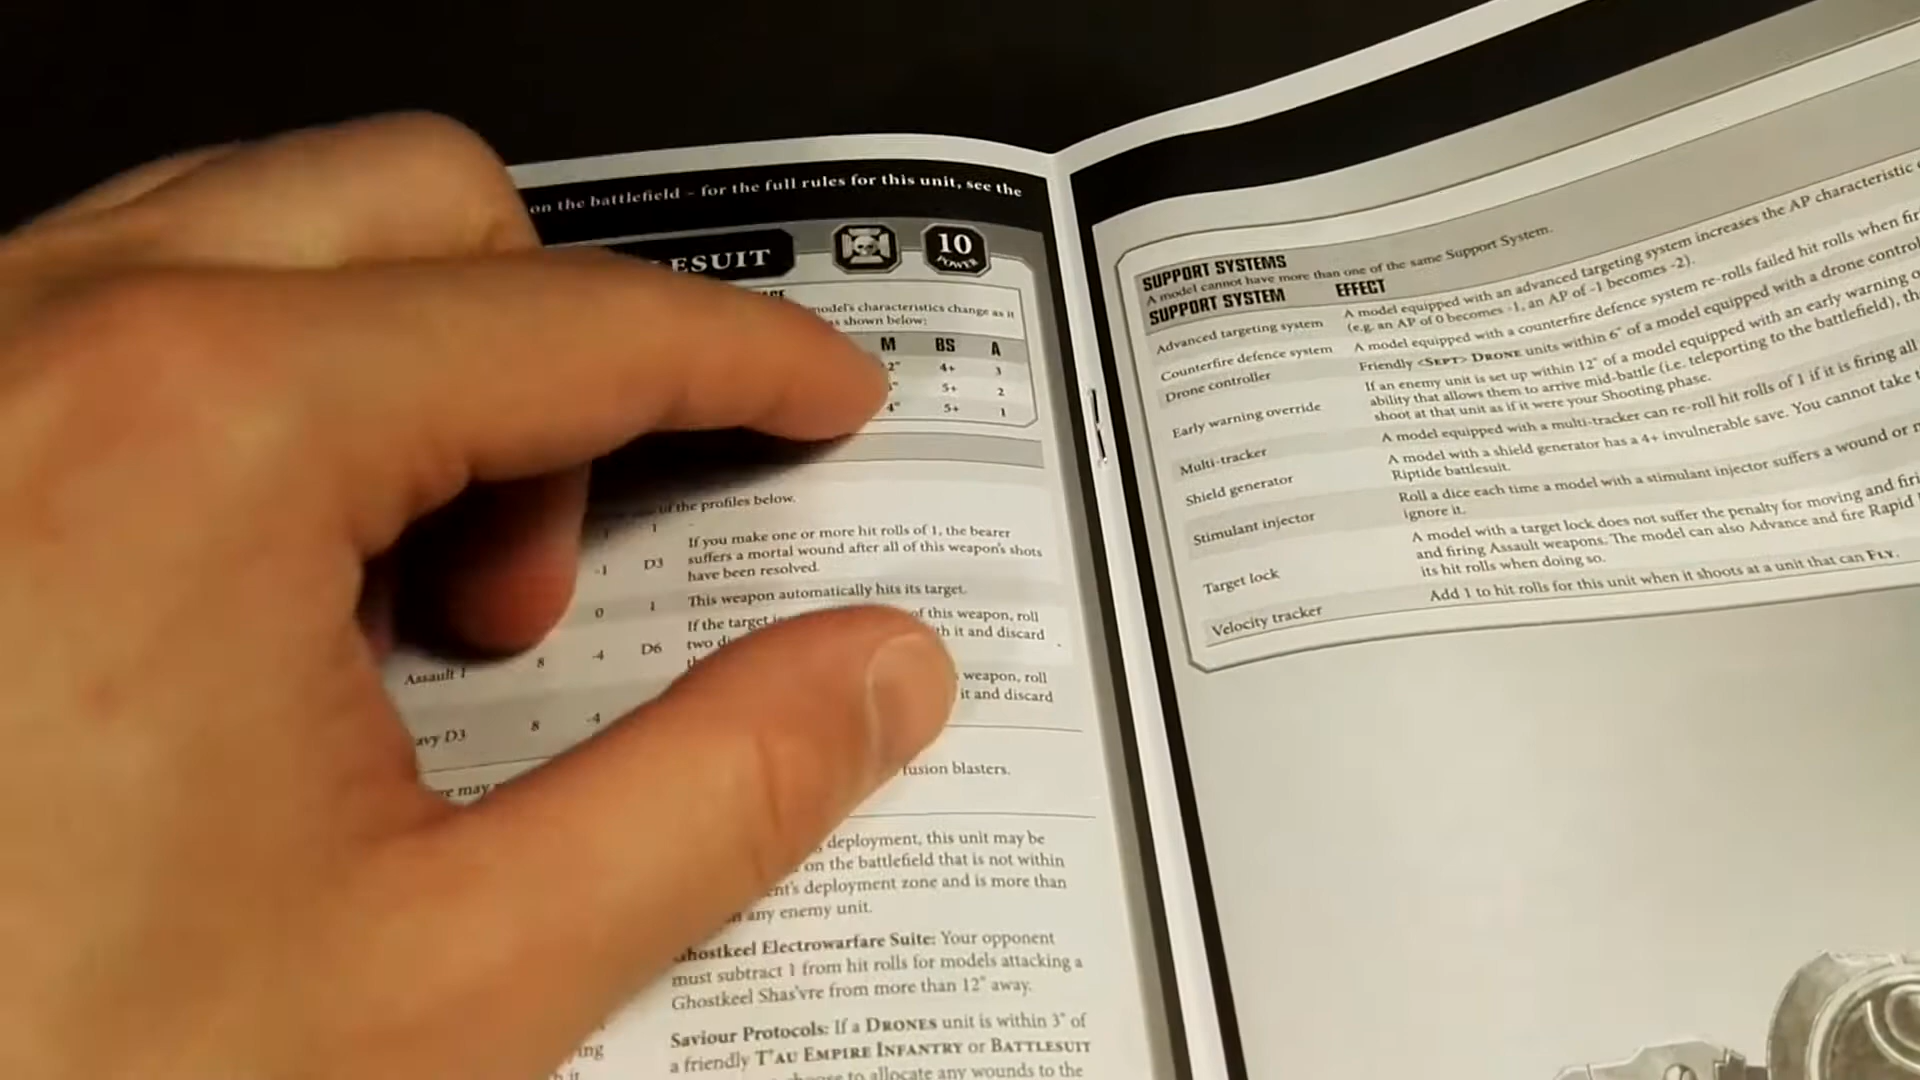 on the battlefield – for the full rules for this unit, see the
ESUIT
10
POWER
model's characteristics change as it
as shown below:
M BS A
2" 4+ 3
5+ 2
4" 5+ 1
of the profiles below.
1
If you make one or more hit rolls of 1, the bearer
-1 D3 suffers a mortal wound after all of this weapon's shots
have been resolved.
0 1 This weapon automatically hits its target.
If the target of this weapon, roll
Assault 1 8 -4 D6 two with it and discard
weapon, roll
D3 8 -4 it and discard
may
fusion blasters.
deployment, this unit may be
on the battlefield that is not within
deployment zone and is more than
any enemy unit.
Ghostkeel Electrowarfare Suite: Your opponent
must subtract 1 from hit rolls for models attacking a
Ghostkeel Shas'vre from more than 12" away.
Saviour Protocols: If a DRONES unit is within 3" of
a friendly T'AU EMPIRE INFANTRY or BATTLESUIT
to allocate any wounds to the
SUPPORT SYSTEMS
A model cannot have more than one of the same Support System.
SUPPORT SYSTEM EFFECT
Advanced targeting system A model equipped with an advanced targeting system increases the AP characteristic
(e.g. an AP of 0 becomes -1, an AP of -1 becomes -2).
Counterfire defence system A model equipped with a counterfire defence system re-rolls failed hit rolls when
Drone controller Friendly <SEPT> DRONE units within 6" of a model equipped with a drone
Early warning override If an enemy unit is set up within 12" of a model equipped with an early warning
ability that allows them to arrive mid-battle (i.e. teleporting to the battlefield),
shoot at that unit as if it were your Shooting phase.
Multi-tracker A model equipped with a multi-tracker can re-roll hit rolls of 1 if it is firing all
Shield generator A model with a shield generator has a 4+ invulnerable save. You cannot take
Riptide battlesuit.
Stimulant injector Roll a dice each time a model with a stimulant injector suffers a wound or
ignore it.
Target lock A model with a target lock does not suffer the penalty for moving and
and firing Assault weapons. The model can also Advance and fire Rapid
its hit rolls when doing so.
Velocity tracker Add 1 to hit rolls for this unit when it shoots at a unit that can FLY.